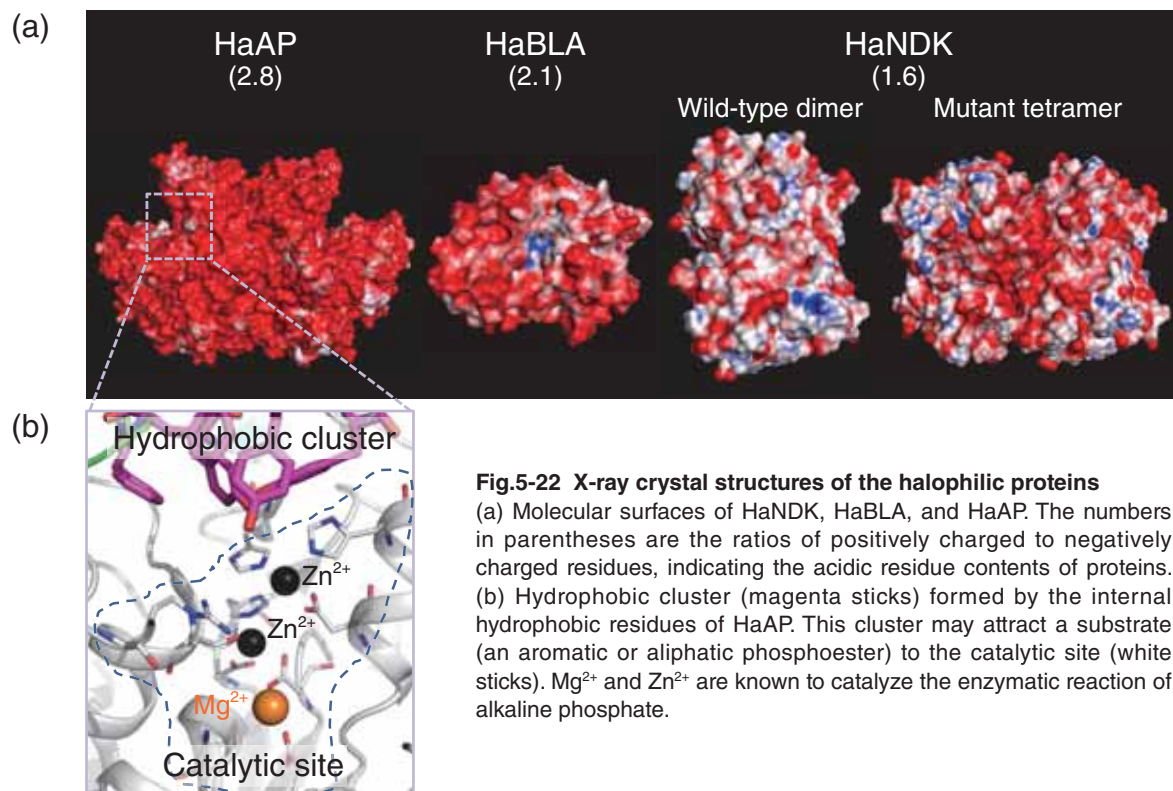 (a)
HaAP
(2.8)
HaBLA
(2.1)
HaNDK
(1.6)
Wild-type dimer
Mutant tetramer
(b)
Hydrophobic cluster
Zn²⁺
Zn²⁺
Mg²⁺
Catalytic site
Fig.5-22 X-ray crystal structures of the halophilic proteins
(a) Molecular surfaces of HaNDK, HaBLA, and HaAP. The numbers
in parentheses are the ratios of positively charged to negatively
charged residues, indicating the acidic residue contents of proteins.
(b) Hydrophobic cluster (magenta sticks) formed by the internal
hydrophobic residues of HaAP. This cluster may attract a substrate
(an aromatic or aliphatic phosphoester) to the catalytic site (white
sticks). Mg²⁺ and Zn²⁺ are known to catalyze the enzymatic reaction of
alkaline phosphate.